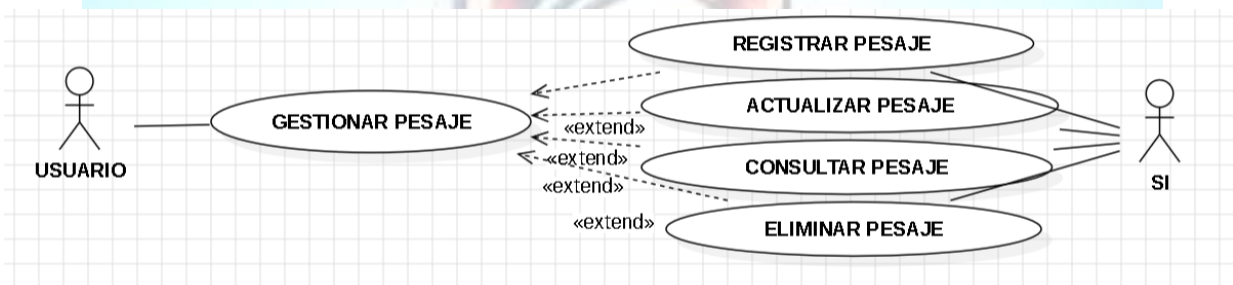 REGISTRAR PESAJE
ACTUALIZAR PESAJE
GESTIONAR PESAJE
«extend»
«extend»
CONSULTAR PESAJE
USUARIO
SI
«extend»
«extend»
ELIMINAR PESAJE